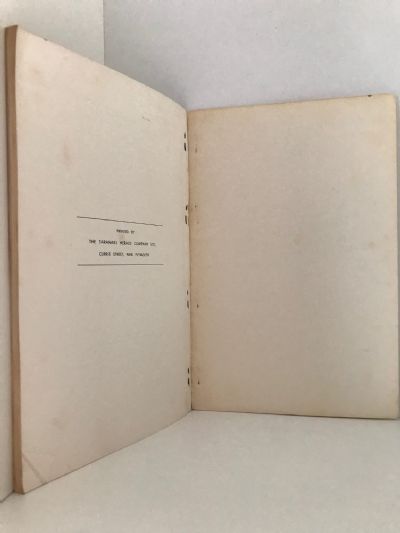 PRINTED BY
THE TARANAKI HERALD COMPANY LTD.
CURRIE STREET, NEW PLYMOUTH